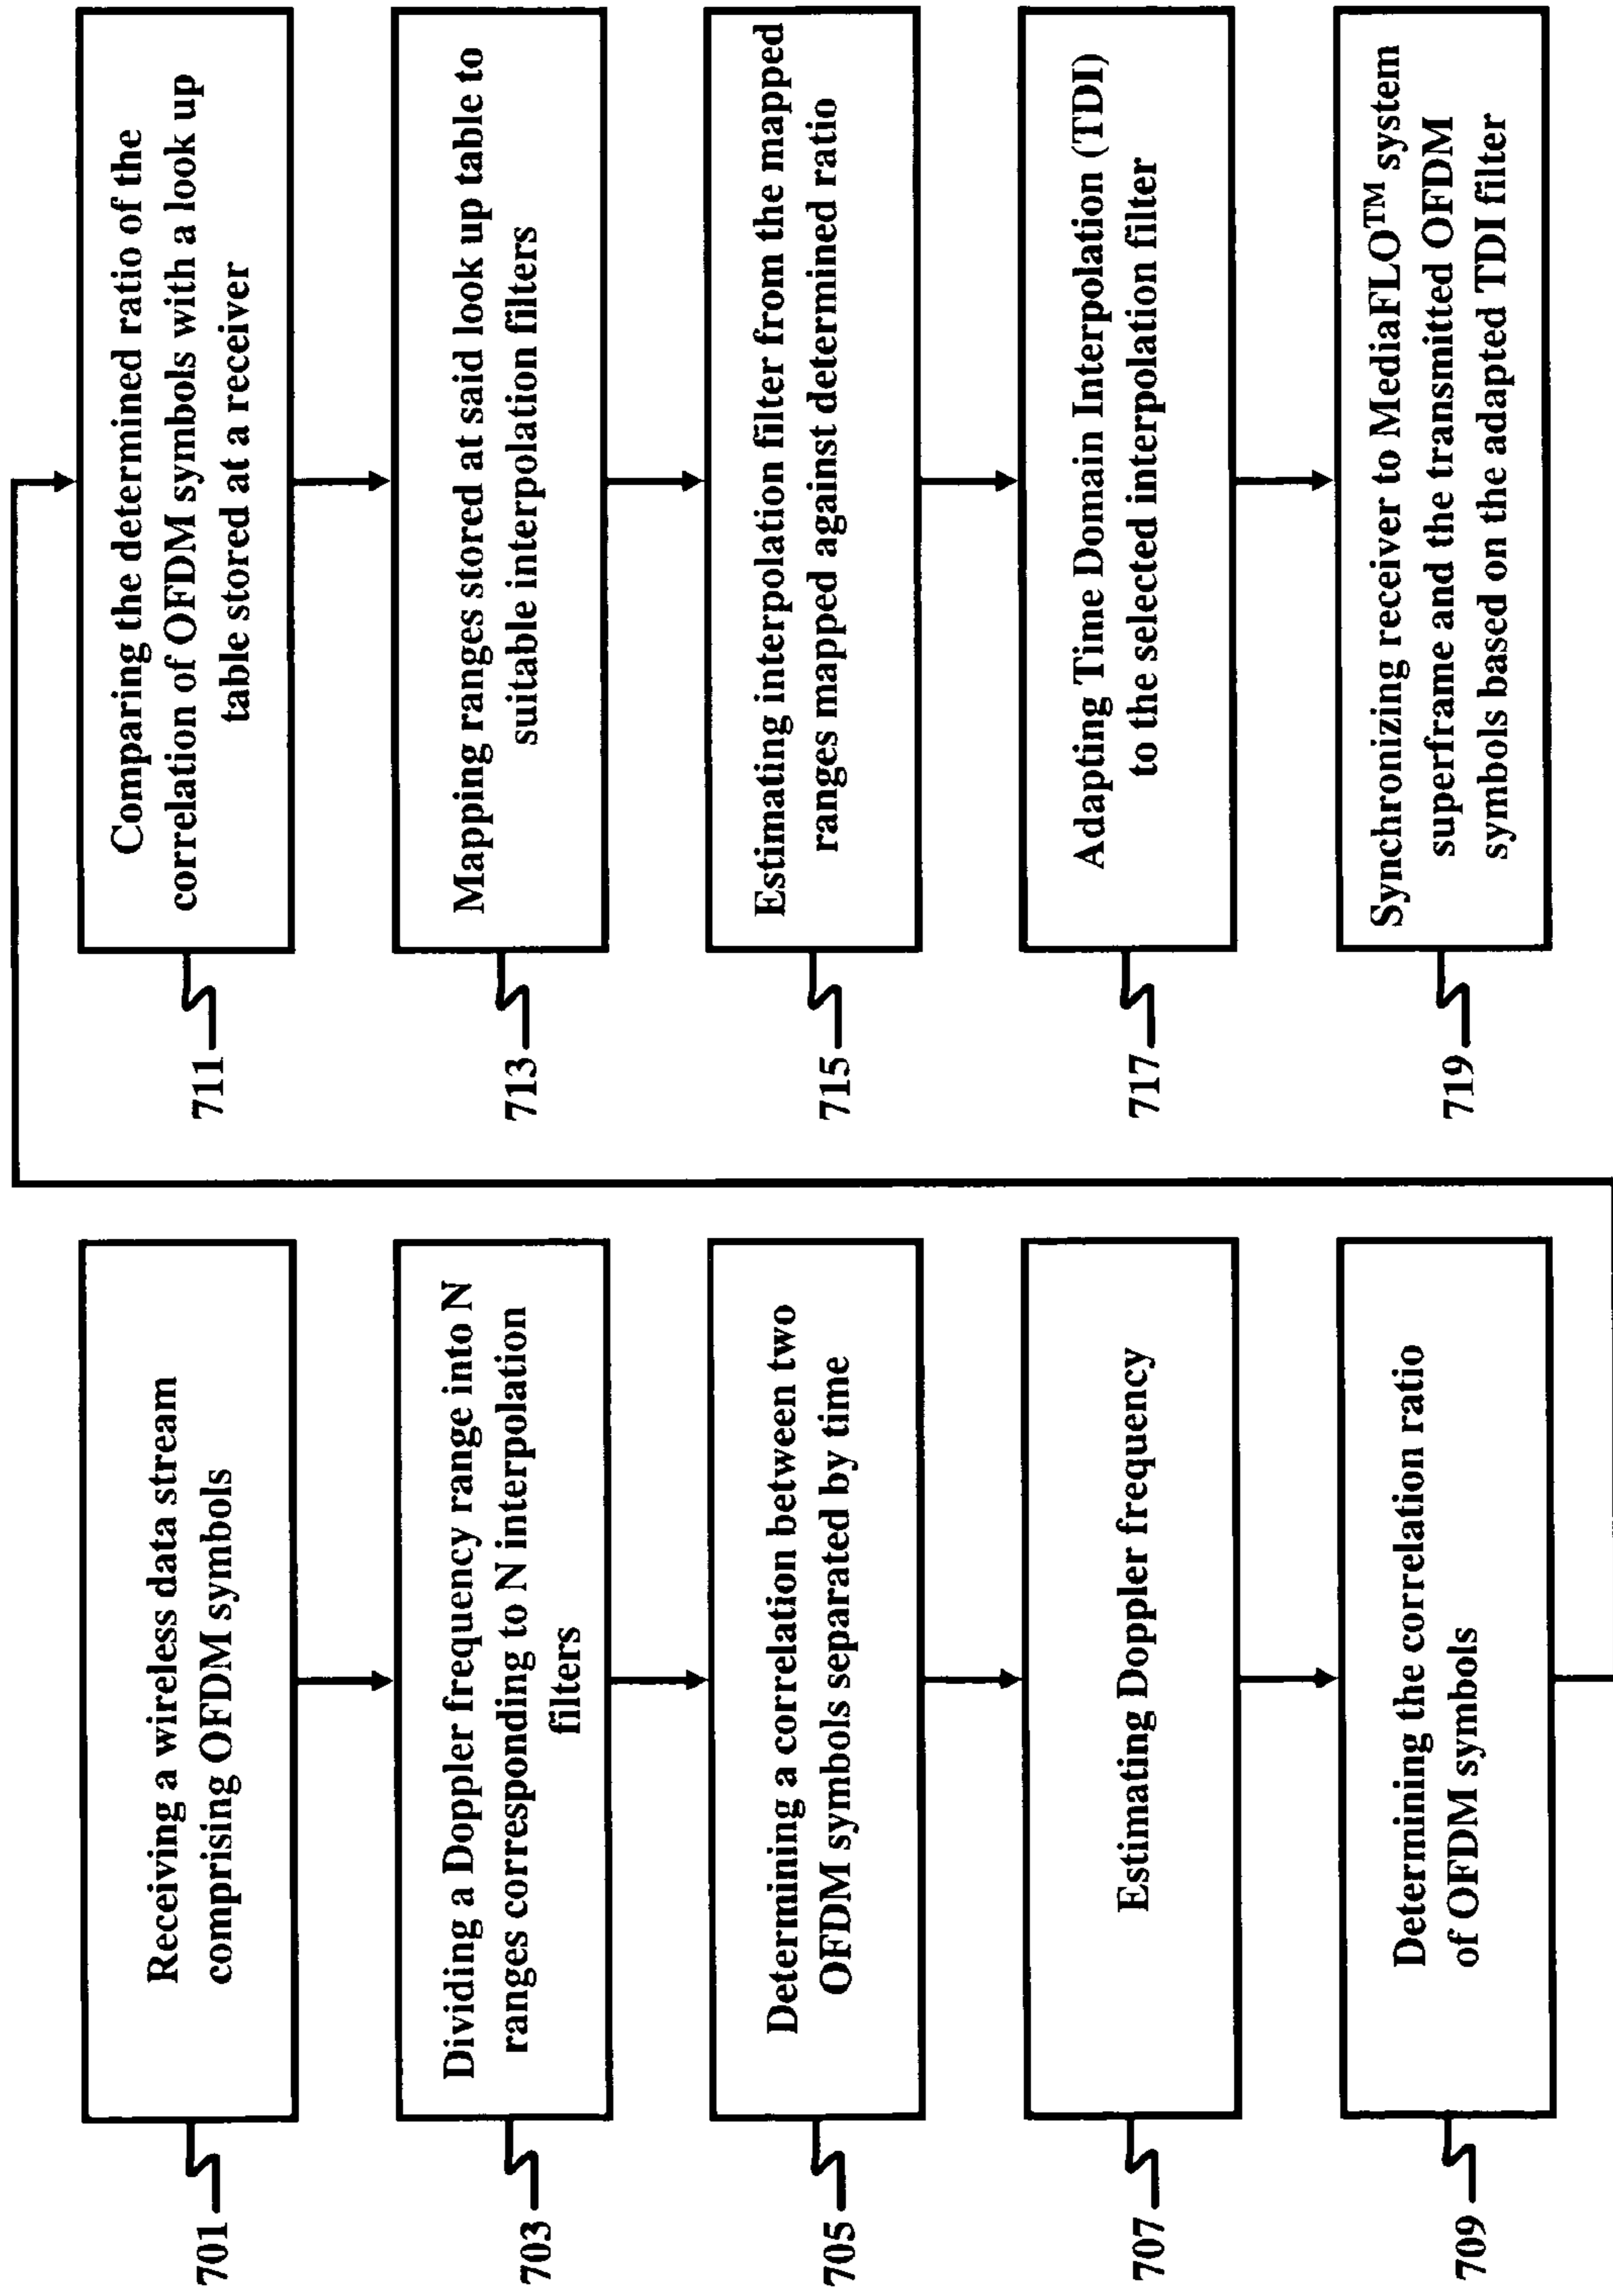 701
Receiving a wireless data stream
comprising OFDM symbols
703
Dividing a Doppler frequency range into N
ranges corresponding to N interpolation
filters
705
Determining a correlation between two
OFDM symbols separated by time
707
Estimating Doppler frequency
709
Determining the correlation ratio
of OFDM symbols
711
Comparing the determined ratio of the
correlation of OFDM symbols with a look up
table stored at a receiver
713
Mapping ranges stored at said look up table to
suitable interpolation filters
715
Estimating interpolation filter from the mapped
ranges mapped against determined ratio
717
Adapting Time Domain Interpolation (TDI)
to the selected interpolation filter
719
Synchronizing receiver to MediaFLO™ system
superframe and the transmitted OFDM
symbols based on the adapted TDI filter